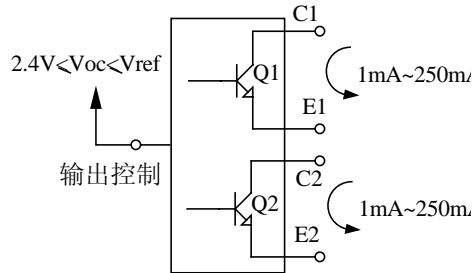 C1
2.4V≤Voc≤Vref
Q1
1mA~250mA
E1
输出控制
C2
Q2
1mA~250mA
E2